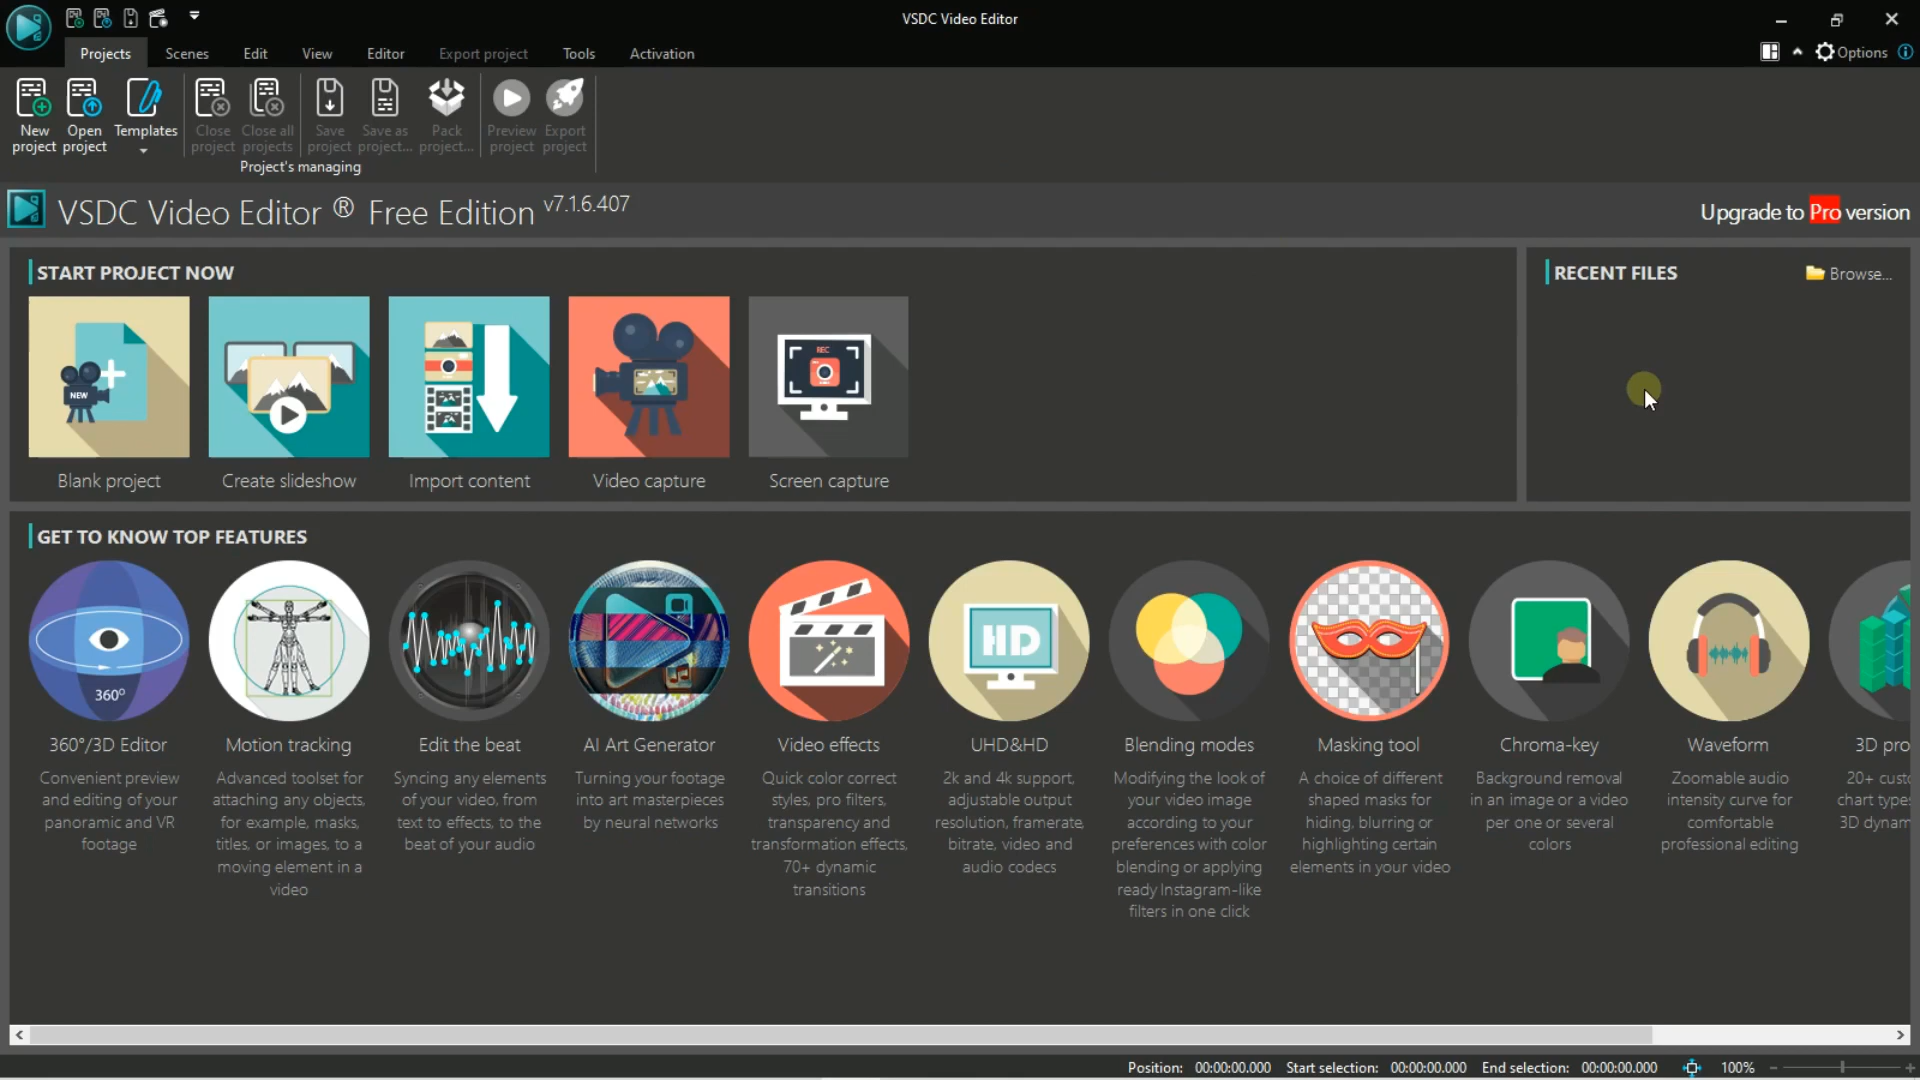 VSDC Video Editor
Projects Scenes Edit View Editor Export project Tools Activation
Options
New project
Open project
Templates
Close project
Close all projects
Save project
Save as project...
Pack project...
Preview project
Export project
Project's managing
VSDC Video Editor ® Free Edition v7.1.6.407
Upgrade to Pro version
START PROJECT NOW
NEW
REC
Blank project
Create slideshow
Import content
Video capture
Screen capture
RECENT FILES
Browse...
GET TO KNOW TOP FEATURES
360°
HD
360°/3D Editor
Convenient preview
and editing of your
panoramic and VR
footage
Motion tracking
Advanced toolset for
attaching any objects,
for example, masks,
titles, or images, to a
moving element in a
video
Edit the beat
Syncing any elements
of your video, from
text to effects, to the
beat of your audio
AI Art Generator
Turning your footage
into art masterpieces
by neural networks
Video effects
Quick color correct
styles, pro filters,
transparency and
transformation effects,
70+ dynamic
transitions
UHD&HD
2k and 4k support,
adjustable output
resolution, framerate,
bitrate, video and
audio codecs
Blending modes
Modifying the look of
your video image
according to your
preferences with color
blending or applying
ready Instagram-like
filters in one click
Masking tool
A choice of different
shaped masks for
hiding, blurring or
highlighting certain
elements in your video
Chroma-key
Background removal
in an image or a video
per one or several
colors
Waveform
Zoomable audio
intensity curve for
comfortable
professional editing
3D pro
20+ cust
chart type
3D dynam
Position: 00:00:00.000 Start selection: 00:00:00.000 End selection: 00:00:00.000 100%